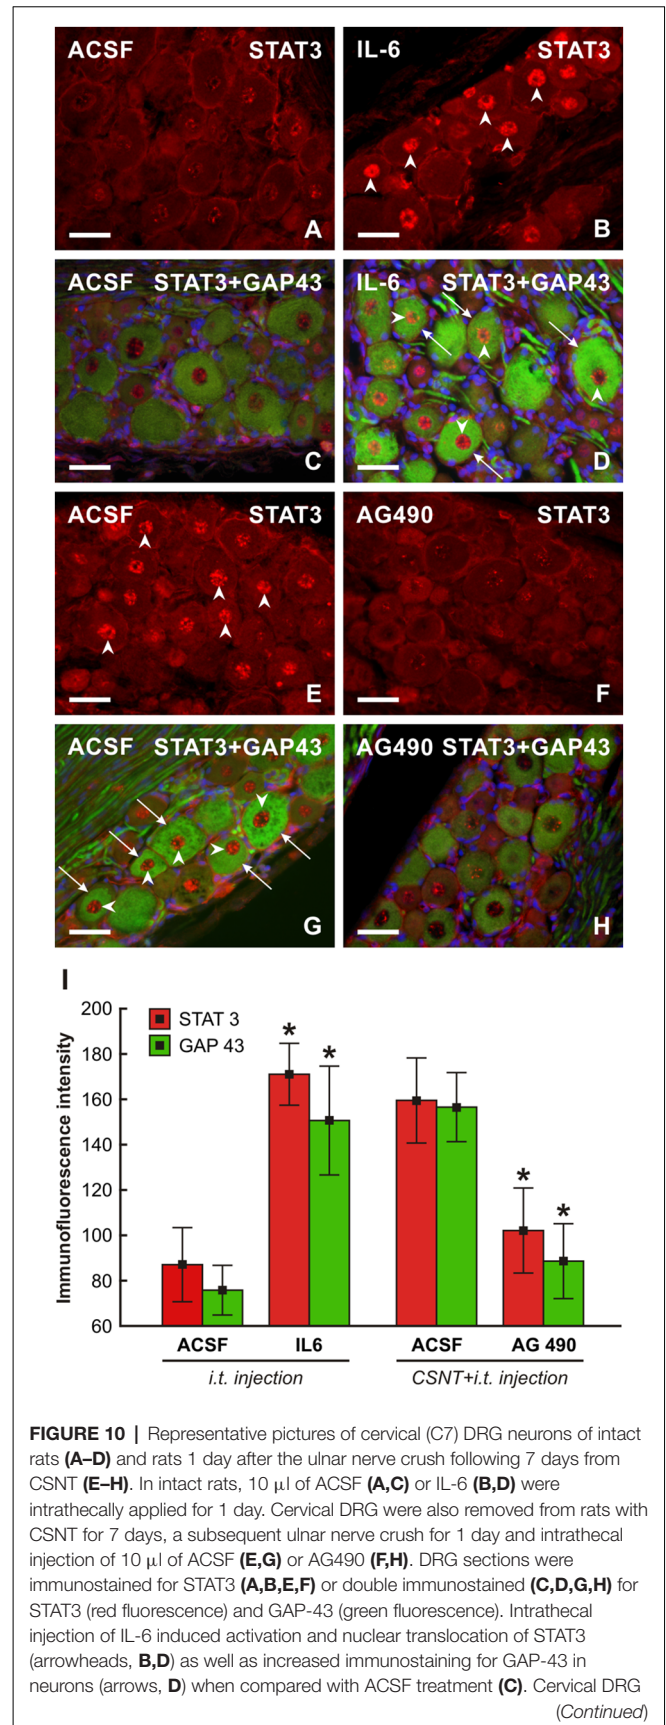 ACSF STAT3
A
IL-6 STAT3
B
ACSF STAT3+GAP43
C
IL-6 STAT3+GAP43
D
ACSF STAT3
E
AG490 STAT3
F
ACSF STAT3+GAP43
G
AG490 STAT3+GAP43
H
I
Immunofluorescence intensity
200
180
160
140
120
100
80
60
STAT 3
GAP 43
* *
* *
ACSF IL6 ACSF AG 490
i.t. injection CSNT+i.t. injection
FIGURE 10 | Representative pictures of cervical (C7) DRG neurons of intact
rats (A–D) and rats 1 day after the ulnar nerve crush following 7 days from
CSNT (E–H). In intact rats, 10 µl of ACSF (A,C) or IL-6 (B,D) were
intrathecally applied for 1 day. Cervical DRG were also removed from rats with
CSNT for 7 days, a subsequent ulnar nerve crush for 1 day and intrathecal
injection of 10 µl of ACSF (E,G) or AG490 (F,H). DRG sections were
immunostained for STAT3 (A,B,E,F) or double immunostained (C,D,G,H) for
STAT3 (red fluorescence) and GAP-43 (green fluorescence). Intrathecal
injection of IL-6 induced activation and nuclear translocation of STAT3
(arrowheads, B,D) as well as increased immunostaining for GAP-43 in
neurons (arrows, D) when compared with ACSF treatment (C). Cervical DRG
(Continued)